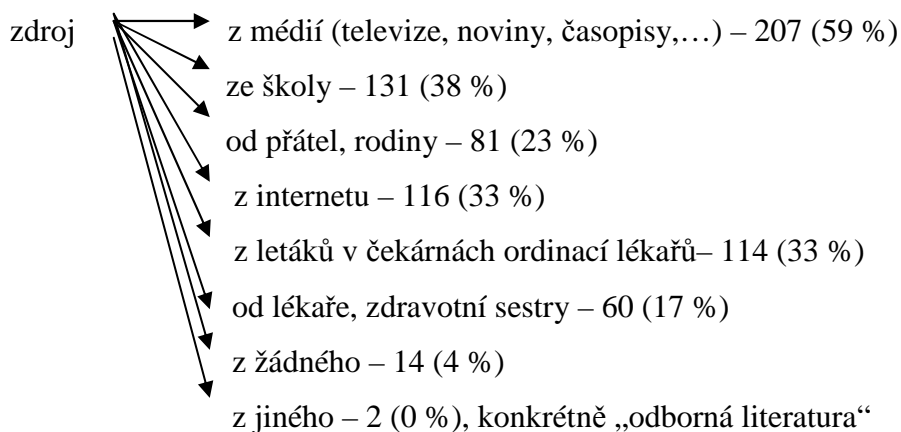 zdroj z médií (televize, noviny, časopisy,…) – 207 (59 %)
ze školy – 131 (38 %)
od přátel, rodiny – 81 (23 %)
z internetu – 116 (33 %)
z letáků v čekárnách ordinací lékařů– 114 (33 %)
od lékaře, zdravotní sestry – 60 (17 %)
z žádného – 14 (4 %)
z jiného – 2 (0 %), konkrétně „odborná literatura“